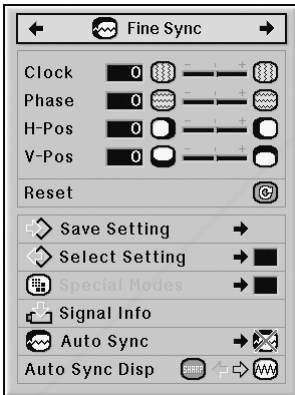 Fine Sync
Clock 0 - +
Phase 0 - +
H-Pos 0 - +
V-Pos 0 - +
Reset
Save Setting
Select Setting
Special Modes
Signal Info
Auto Sync
Auto Sync Disp SHARP